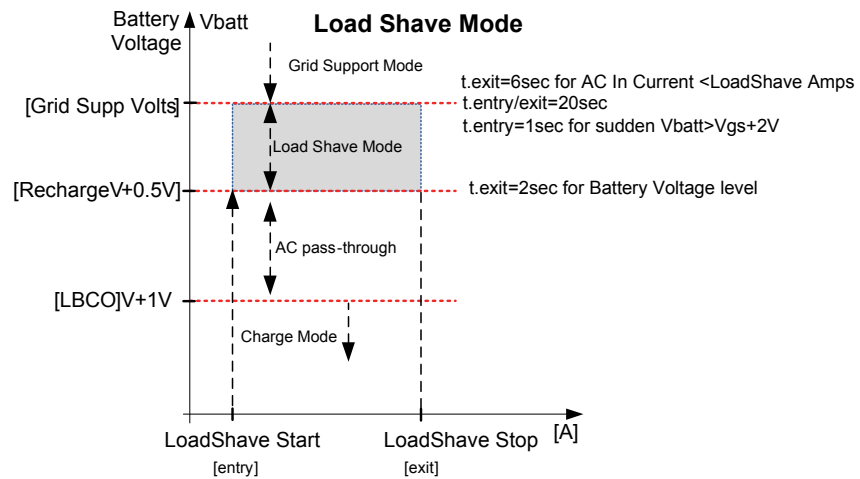 Load Shave Mode
Battery
Voltage
Vbatt
Grid Support Mode
t.exit=6sec for AC In Current <LoadShave Amps
[Grid Supp Volts]
t.entry/exit=20sec
t.entry=1sec for sudden Vbatt>Vgs+2V
Load Shave Mode
[RechargeV+0.5V]
t.exit=2sec for Battery Voltage level
AC pass-through
[LBCO]V+1V
Charge Mode
LoadShave Start
LoadShave Stop
[A]
[entry]
[exit]